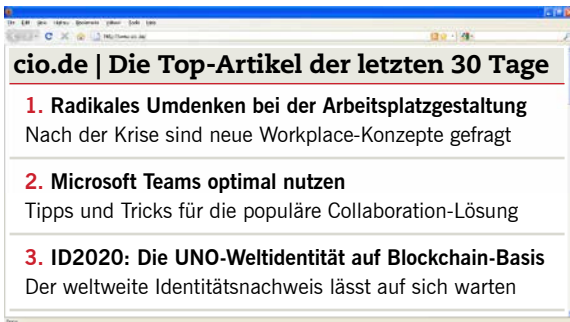 cio.de | Die Top-Artikel der letzten 30 Tage
1. Radikales Umdenken bei der Arbeitsplatzgestaltung
Nach der Krise sind neue Workplace-Konzepte gefragt
2. Microsoft Teams optimal nutzen
Tipps und Tricks für die populäre Collaboration-Lösung
3. ID2020: Die UNO-Weltidentität auf Blockchain-Basis
Der weltweite Identitätsnachweis lässt auf sich warten